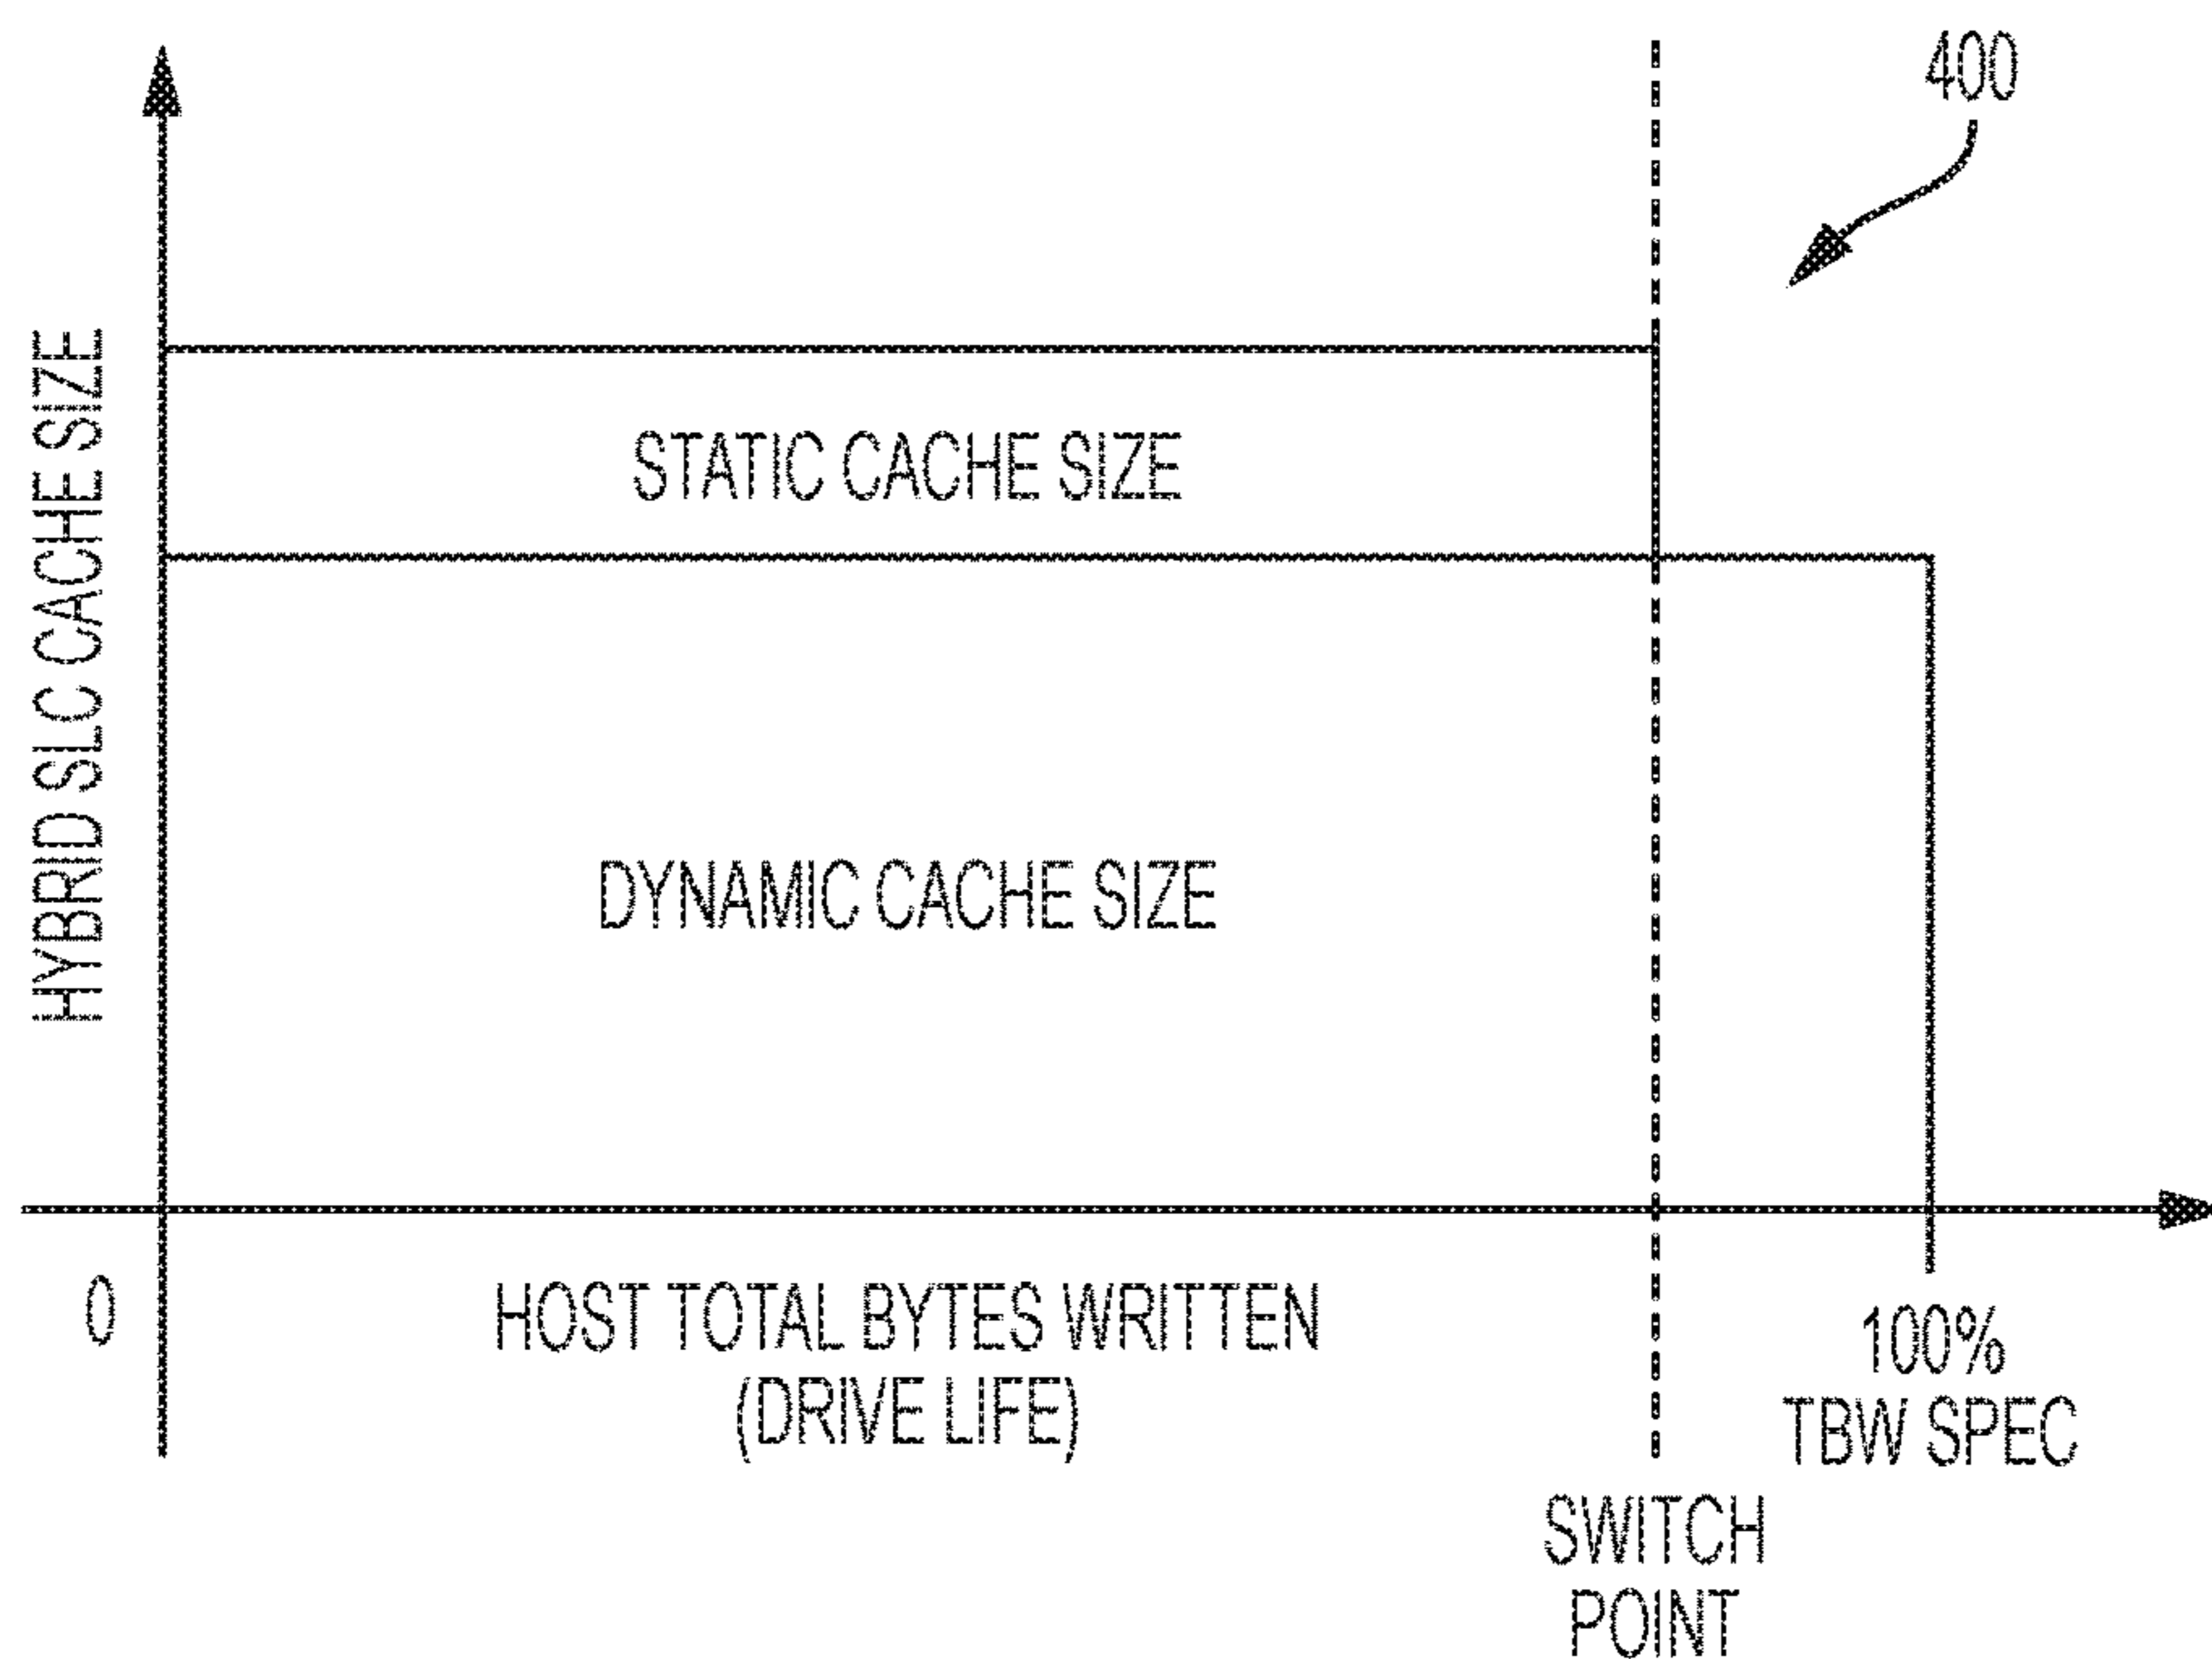 400
HYBRID SLC CACHE SIZE
STATIC CACHE SIZE
DYNAMIC CACHE SIZE
0
HOST TOTAL BYTES WRITTEN
(DRIVE LIFE)
100%
TBW SPEC
SWITCH
POINT